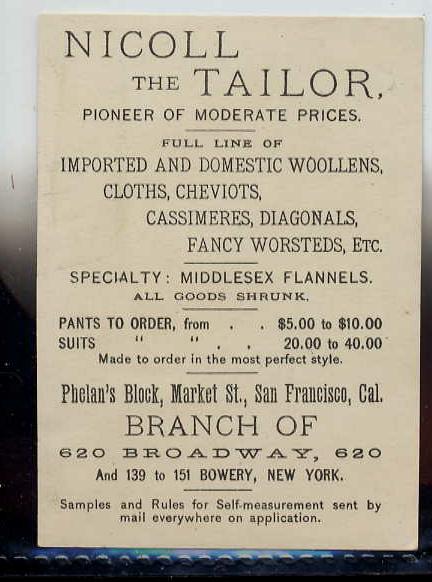 NICOLL
THE TAILOR,
PIONEER OF MODERATE PRICES.
FULL LINE OF
IMPORTED AND DOMESTIC WOOLLENS,
CLOTHS, CHEVIOTS,
CASSIMERES, DIAGONALS,
FANCY WORSTEDS, ETC.
SPECIALTY: MIDDLESEX FLANNELS.
ALL GOODS SHRUNK.
PANTS TO ORDER, from . . $5.00 to $10.00
SUITS " " . . 20.00 to 40.00
Made to order in the most perfect style.
Phelan's Block, Market St., San Francisco, Cal.
BRANCH OF
620 BROADWAY, 620
And 139 to 151 BOWERY, NEW YORK.
Samples and Rules for Self-measurement sent by
mail everywhere on application.